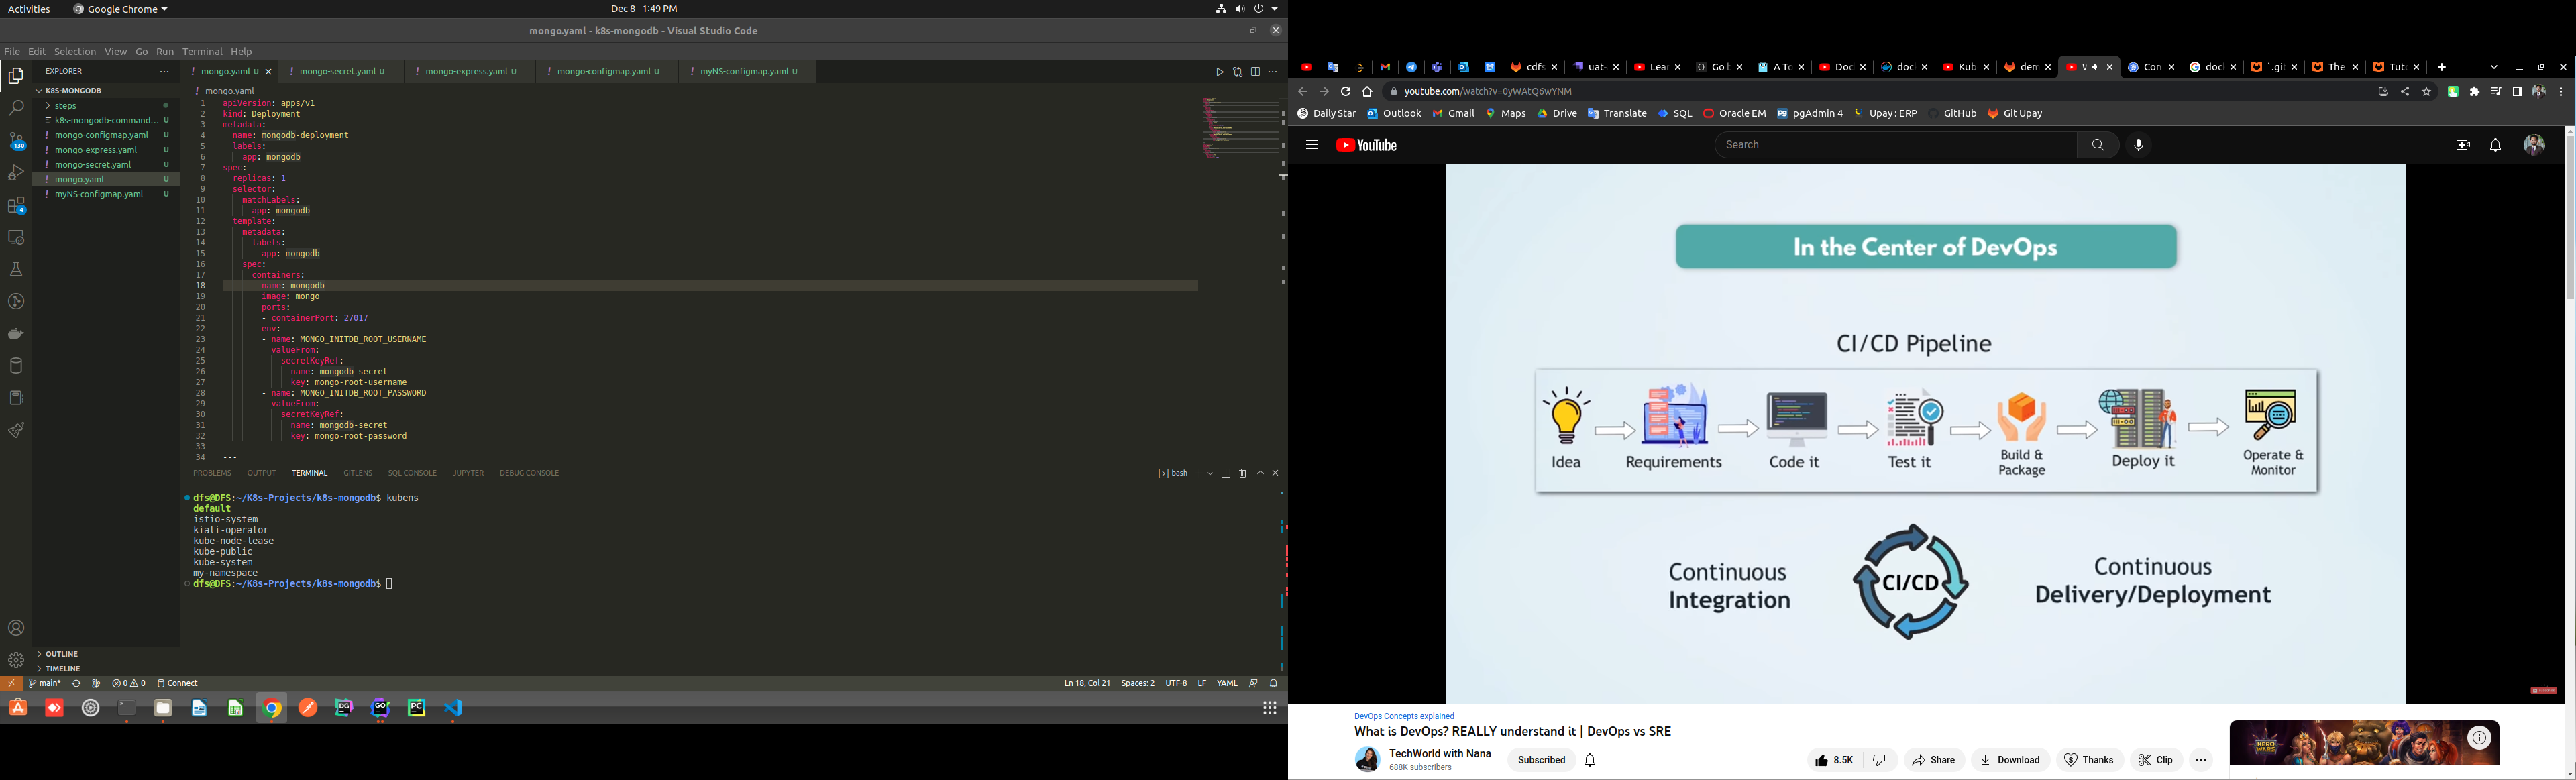 Activities
Google Chrome
Dec 8 1:49 PM
mongo.yaml - k8s-mongodb - Visual Studio Code
File Edit Selection View Go Run Terminal Help
EXPLORER
K8S-MONGODB
steps
k8s-mongodb-command... U
mongo-configmap.yaml U
mongo-express.yaml U
mongo-secret.yaml U
mongo.yaml U
myNS-configmap.yaml U
OUTLINE
TIMELINE
130
4
mongo.yaml U
mongo-secret.yaml U
mongo-express.yaml U
mongo-configmap.yaml U
myNS-configmap.yaml U
mongo.yaml
1 apiVersion: apps/v1
2 kind: Deployment
3 metadata:
4 name: mongodb-deployment
5 labels:
6 app: mongodb
7 spec:
8 replicas: 1
9 selector:
10 matchLabels:
11 app: mongodb
12 template:
13 metadata:
14 labels:
15 app: mongodb
16 spec:
17 containers:
18 - name: mongodb
19 image: mongo
20 ports:
21 - containerPort: 27017
22 env:
23 - name: MONGO_INITDB_ROOT_USERNAME
24 valueFrom:
25 secretKeyRef:
26 name: mongodb-secret
27 key: mongo-root-username
28 - name: MONGO_INITDB_ROOT_PASSWORD
29 valueFrom:
30 secretKeyRef:
31 name: mongodb-secret
32 key: mongo-root-password
33
34 ---
PROBLEMS OUTPUT TERMINAL GITLENS SQL CONSOLE JUPYTER DEBUG CONSOLE
bash
dfs@DFS:~/K8s-Projects/k8s-mongodb$ kubens
default
istio-system
kiali-operator
kube-node-lease
kube-public
kube-system
my-namespace
dfs@DFS:~/K8s-Projects/k8s-mongodb$
main* 0 0 Connect
Ln 18, Col 21 Spaces: 2 UTF-8 LF YAML
DG GO PC
cdfs uat- Lear Go b A To Doc doc Kub dem Con doc `.git The Tut
youtube.com/watch?v=0yWAtQ6wYNM
Daily Star Outlook Gmail Maps Drive Translate SQL Oracle EM pgAdmin 4 Upay : ERP GitHub Git Upay
YouTube
Search
In the Center of DevOps
CI/CD Pipeline
Idea
Requirements
Code it
Test it
Build &
Package
Deploy it
Operate &
Monitor
Continuous
Integration
CI/CD
Continuous
Delivery/Deployment
DevOps Concepts explained
What is DevOps? REALLY understand it | DevOps vs SRE
TechWorld with Nana
688K subscribers
Subscribed
8.5K
Share
Download
Thanks
Clip
HERO WARS